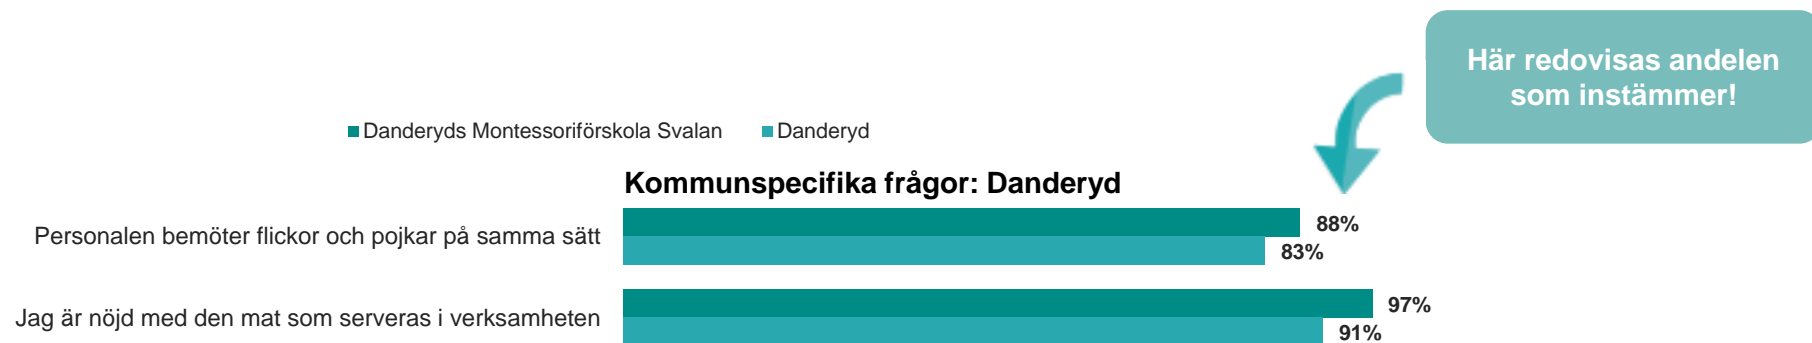 Här redovisas andelen
som instämmer!
Danderyds Montessoriförskola Svalan Danderyd
Kommunspecifika frågor: Danderyd
Personalen bemöter flickor och pojkar på samma sätt
88%
83%
Jag är nöjd med den mat som serveras i verksamheten
97%
91%